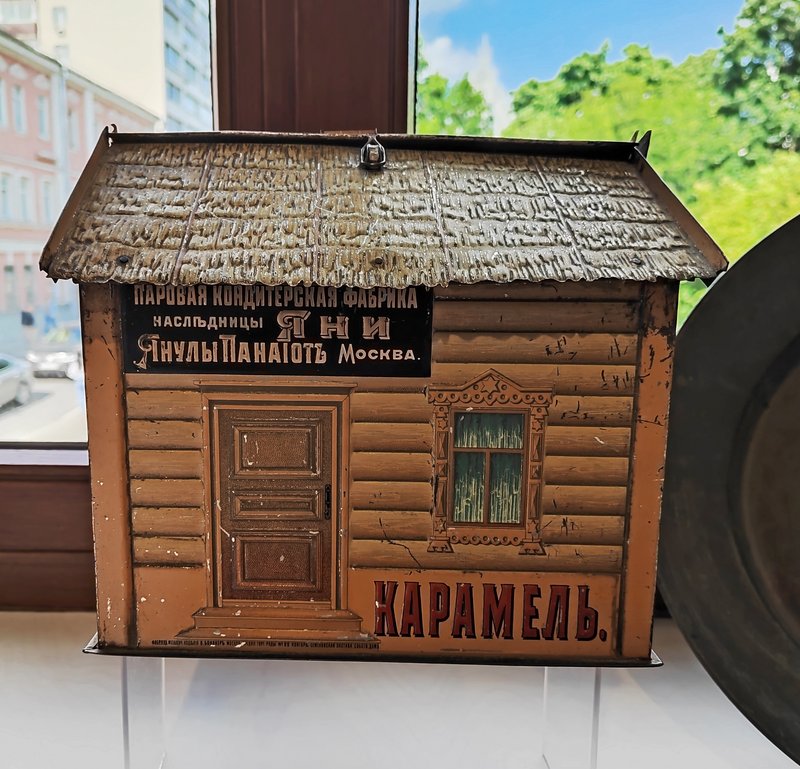 ПАРОВАЯ КОНДИТЕРСКАЯ ФАБРИКА
НАСЛѢДНИЦЫ ЯНИ
ЯНУЛЫ ПАНАІОТЪ МОСКВА.
КАРАМЕЛЬ.